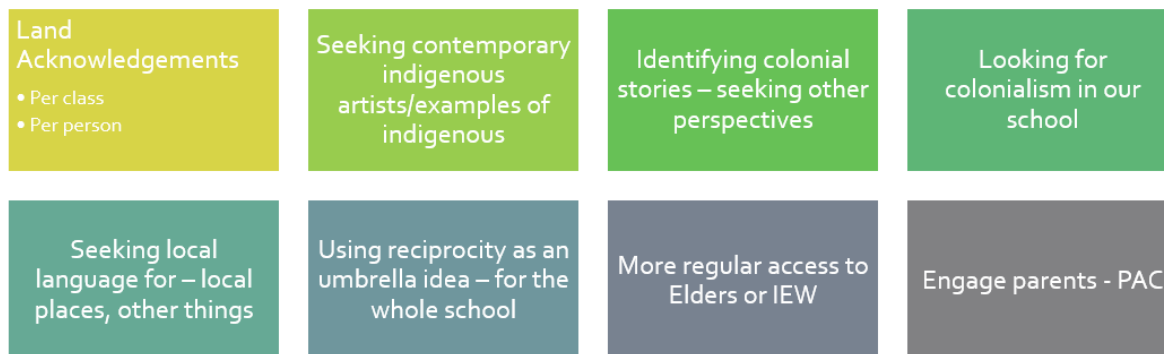 Land
Acknowledgements
• Per class
• Per person
Seeking contemporary
indigenous
artists/examples of
indigenous
Identifying colonial
stories – seeking other
perspectives
Looking for
colonialism in our
school
Seeking local
language for – local
places, other things
Using reciprocity as an
umbrella idea – for the
whole school
More regular access to
Elders or IEW
Engage parents - PAC